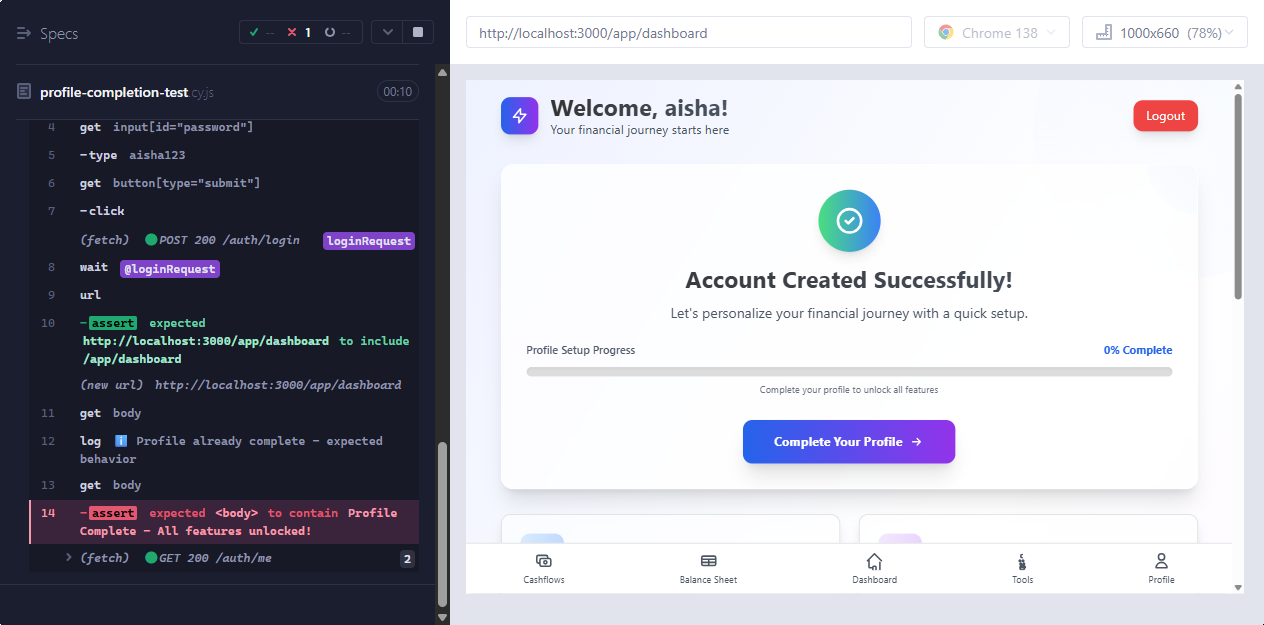 Specs
-- 1 --
profile-completion-test.cy.js 00:10
4 get input[id="password"]
5 -type aisha123
6 get button[type="submit"]
7 -click
(fetch) POST 200 /auth/login loginRequest
8 wait @loginRequest
9 url
10 -assert expected
http://localhost:3000/app/dashboard to include
/app/dashboard
(new url) http://localhost:3000/app/dashboard
11 get body
12 log ℹ️ Profile already complete - expected
behavior
13 get body
14 -assert expected <body> to contain Profile
Complete - All features unlocked!
(fetch) GET 200 /auth/me 2
http://localhost:3000/app/dashboard
Chrome 138
1000x660 (78%)
Welcome, aisha!
Your financial journey starts here
Logout
Account Created Successfully!
Let's personalize your financial journey with a quick setup.
Profile Setup Progress 0% Complete
Complete your profile to unlock all features
Complete Your Profile →
Cashflows Balance Sheet Dashboard Tools Profile